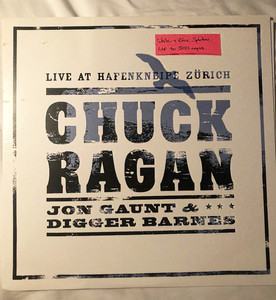 LIVE AT HAFENKNEIPE ZÜRICH
CHUCK
RAGAN
JON GAUNT &
DIGGER BARNES